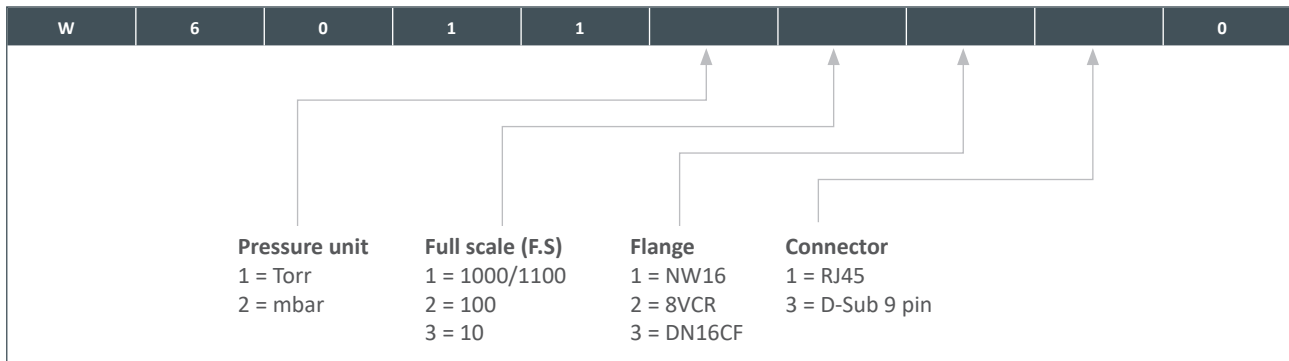 W 6 0 1 1 0
Pressure unit
1 = Torr
2 = mbar
Full scale (F.S)
1 = 1000/1100
2 = 100
3 = 10
Flange
1 = NW16
2 = 8VCR
3 = DN16CF
Connector
1 = RJ45
3 = D-Sub 9 pin